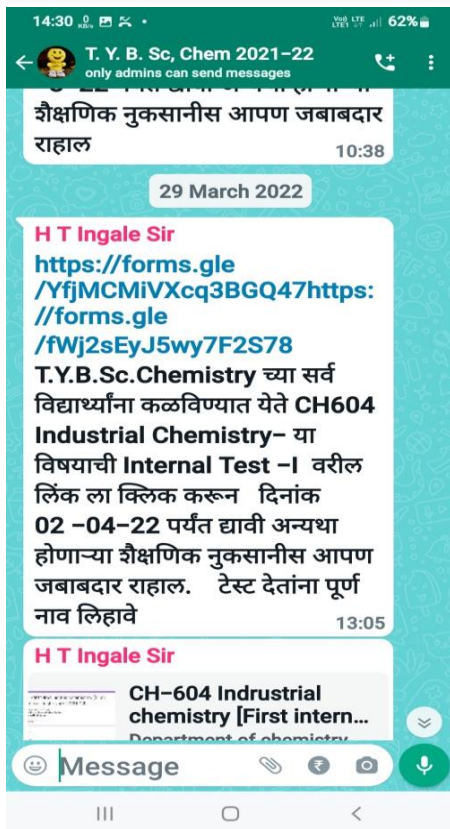 14:30
62%
T. Y. B. Sc, Chem 2021-22
only admins can send messages
शैक्षणिक नुकसानीस आपण जबाबदार
राहाल
10:38
29 March 2022
H T Ingale Sir
https://forms.gle
/YfjMCMiVXcq3BGQ47https:
//forms.gle
/fWj2sEyJ5wy7F2S78
T.Y.B.Sc.Chemistry च्या सर्व
विद्यार्थ्यांना कळविण्यात येते CH604
Industrial Chemistry- या
विषयाची Internal Test -I वरील
लिंक ला क्लिक करून दिनांक
02 -04-22 पर्यंत द्यावी अन्यथा
होणाऱ्या शैक्षणिक नुकसानीस आपण
जबाबदार राहाल. टेस्ट देतांना पूर्ण
नाव लिहावे
13:05
H T Ingale Sir
CH-604 Indrustrial
chemistry [First intern...
Department of chemistry
Message